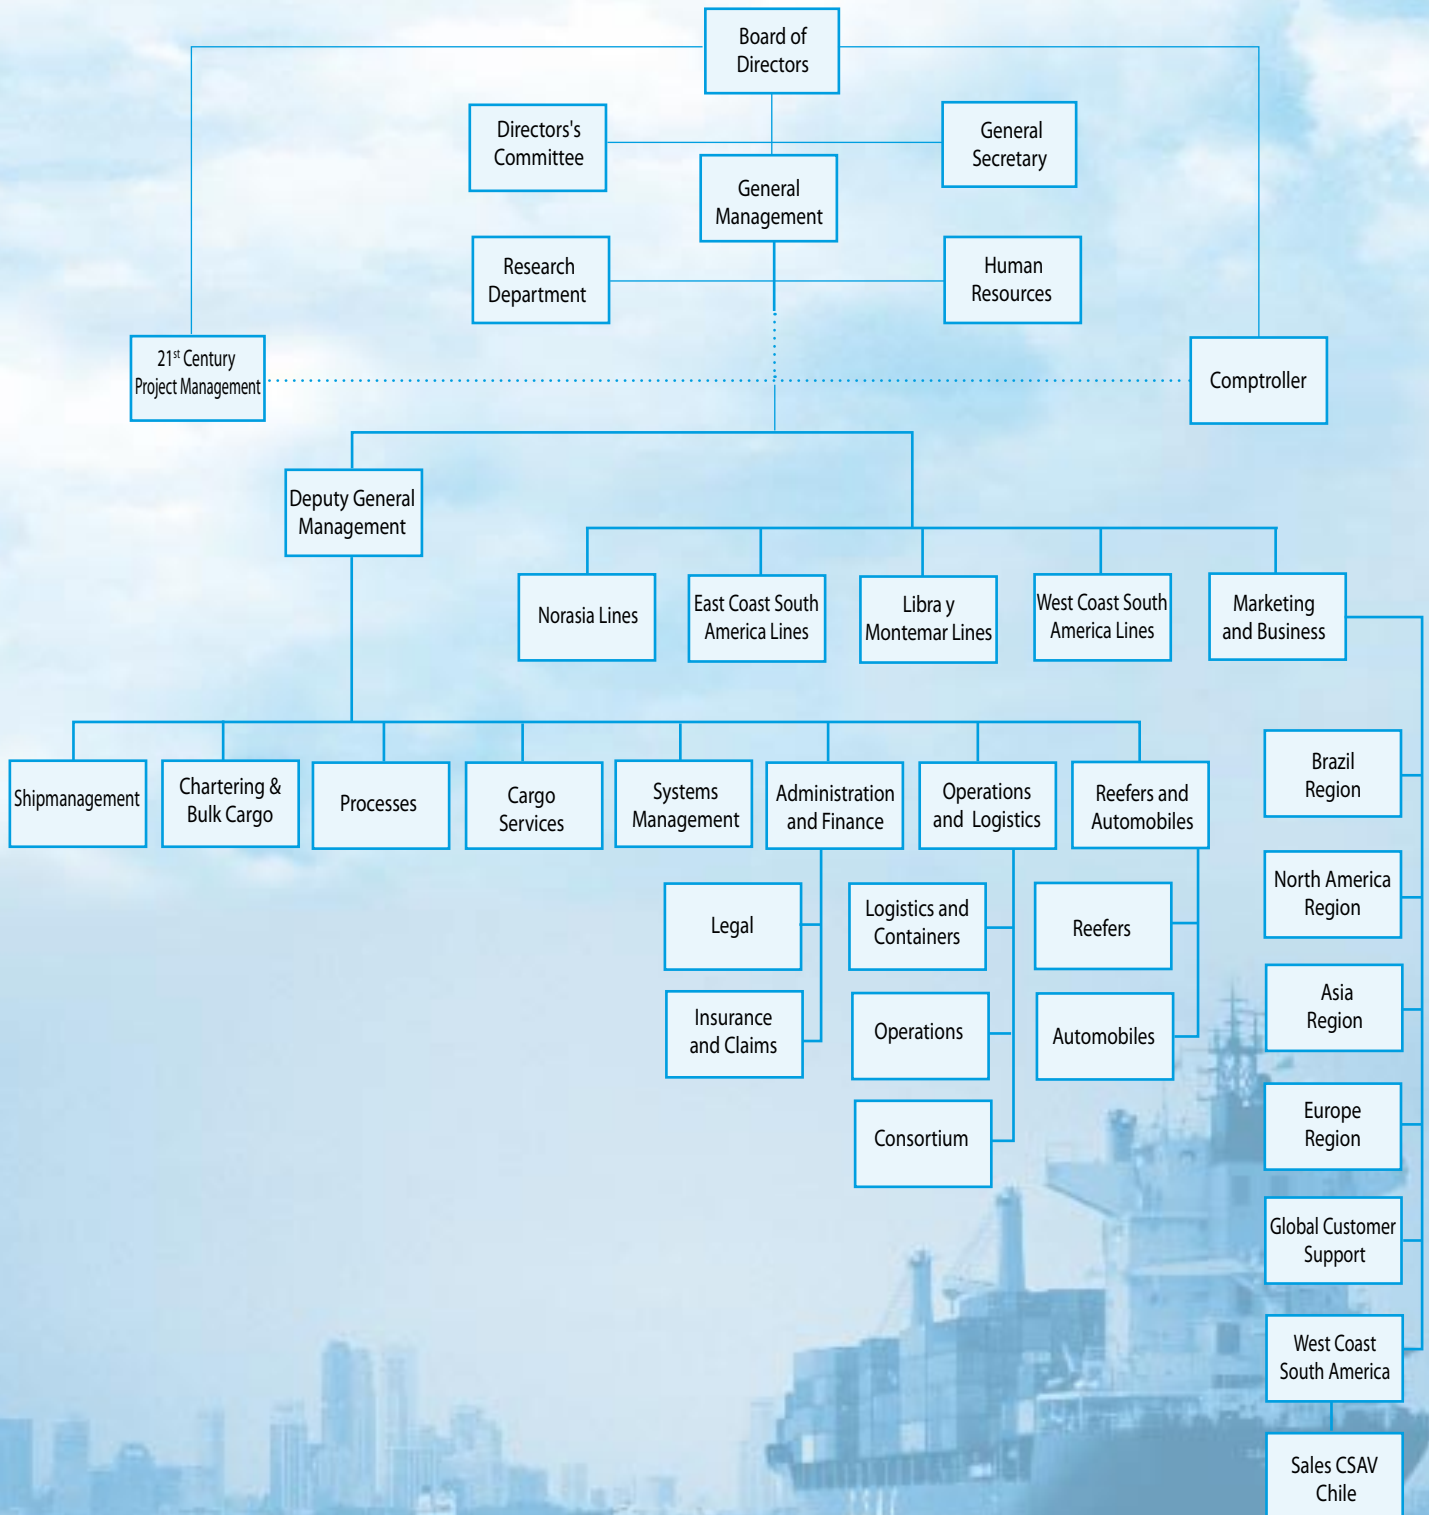 Board of
Directors
Directors's
Committee
General
Secretary
General
Management
Research
Department
Human
Resources
21st Century
Project Management
Comptroller
Deputy General
Management
Norasia Lines
East Coast South
America Lines
Libra y
Montemar Lines
West Coast South
America Lines
Marketing
and Business
Shipmanagement
Chartering &
Bulk Cargo
Processes
Cargo
Services
Systems
Management
Administration
and Finance
Operations
and Logistics
Reefers and
Automobiles
Legal
Insurance
and Claims
Logistics and
Containers
Operations
Consortium
Reefers
Automobiles
Brazil
Region
North America
Region
Asia
Region
Europe
Region
Global Customer
Support
West Coast
South America
Sales CSAV
Chile